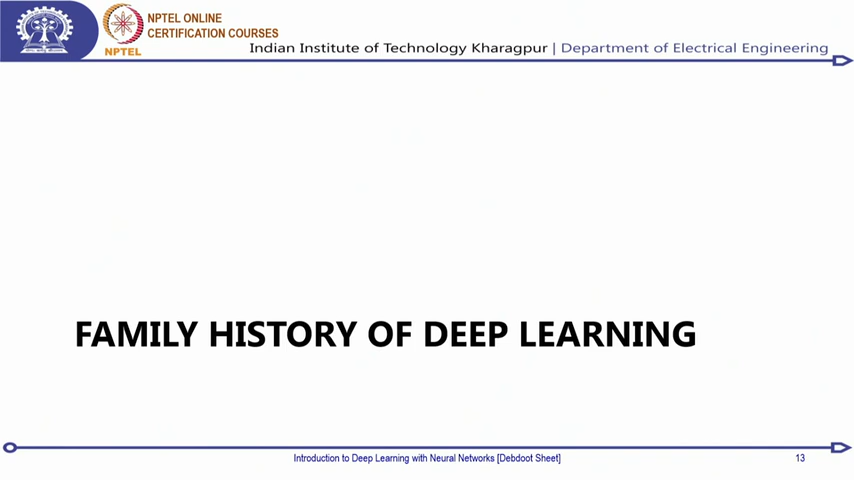 NPTEL ONLINE
CERTIFICATION COURSES
NPTEL
Indian Institute of Technology Kharagpur | Department of Electrical Engineering
FAMILY HISTORY OF DEEP LEARNING
Introduction to Deep Learning with Neural Networks [Debdoot Sheet]
13